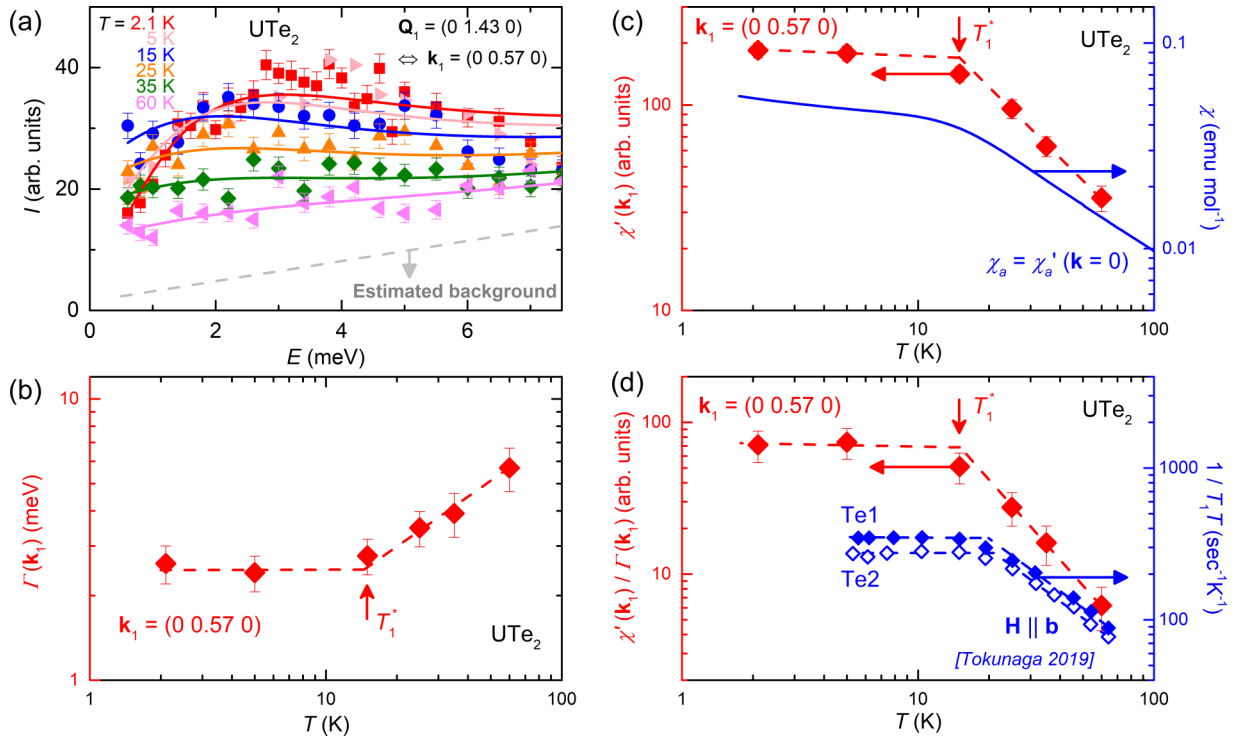 (a)
T = 2.1 K
5 K
15 K
25 K
35 K
60 K
UTe2
Q1 = (0 1.43 0)
⇔ k1 = (0 0.57 0)
Estimated background
I (arb. units)
40
20
0
0 2 4 6
E (meV)
(b)
Γ(k1) (meV)
10
1
k1 = (0 0.57 0)
T1*
UTe2
1 10 100
T (K)
(c)
k1 = (0 0.57 0)
T1*
UTe2
χ′(k1) (arb. units)
100
10
0.1
0.01
χ (emu mol⁻¹)
χa = χa' (k = 0)
1 10 100
T (K)
(d)
k1 = (0 0.57 0)
T1*
UTe2
χ′(k1) / Γ(k1) (arb. units)
100
10
1000
100
1 / T1T (sec⁻¹K⁻¹)
Te1
Te2
H || b
[Tokunaga 2019]
1 10 100
T (K)